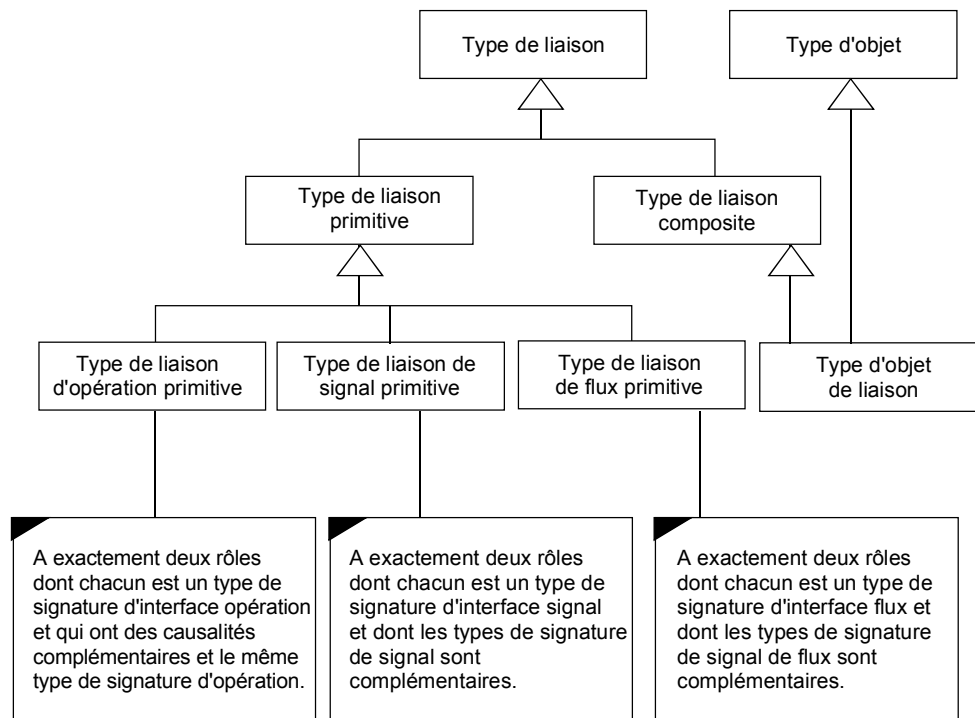 Type de liaison
Type d'objet
Type de liaison
primitive
Type de liaison
composite
Type de liaison
d'opération primitive
Type de liaison de
signal primitive
Type de liaison
de flux primitive
Type d'objet
de liaison
A exactement deux rôles
dont chacun est un type de
signature d'interface opération
et qui ont des causalités
complémentaires et le même
type de signature d'opération.
A exactement deux rôles
dont chacun est un type de
signature d'interface signal
et dont les types de signature
de signal sont
complémentaires.
A exactement deux rôles
dont chacun est un type de
signature d'interface flux et
dont les types de signature
de signal de flux sont
complémentaires.